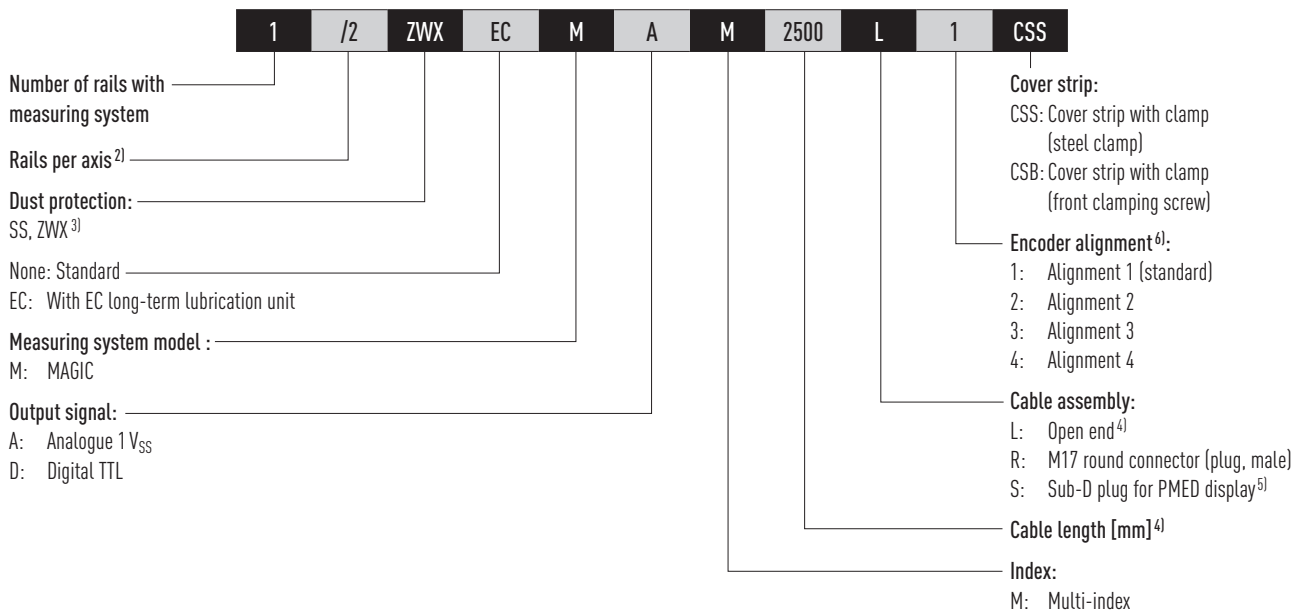 1 /2 ZWX EC M A M 2500 L 1 CSS
Number of rails with
measuring system
Rails per axis 2)
Dust protection:
SS, ZWX 3)
None: Standard
EC: With EC long-term lubrication unit
Measuring system model :
M: MAGIC
Output signal:
A: Analogue 1 VSS
D: Digital TTL
Cover strip:
CSS: Cover strip with clamp
(steel clamp)
CSB: Cover strip with clamp
(front clamping screw)
Encoder alignment 6):
1: Alignment 1 (standard)
2: Alignment 2
3: Alignment 3
4: Alignment 4
Cable assembly:
L: Open end 4)
R: M17 round connector (plug, male)
S: Sub-D plug for PMED display 5)
Cable length [mm] 4)
Index:
M: Multi-index